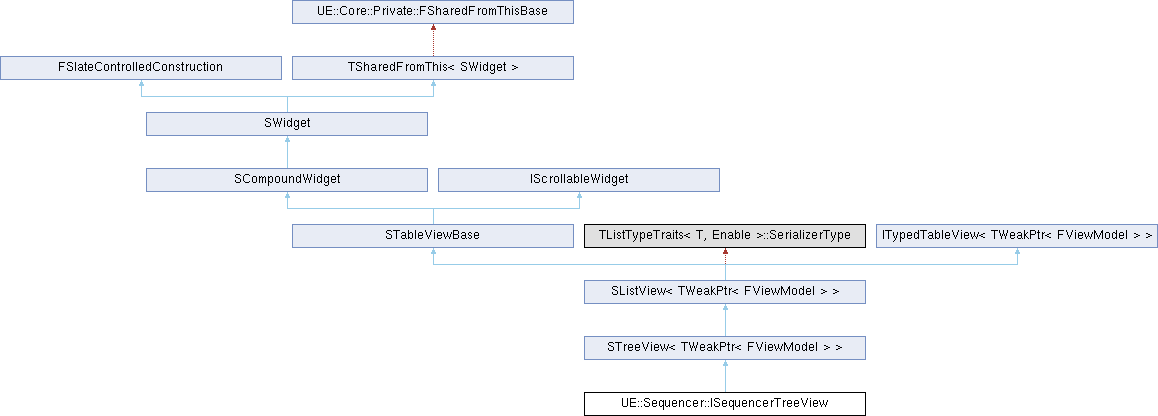 UE::Core::Private::FSharedFromThisBase
FSlateControlledConstruction
TSharedFromThis< SWidget >
SWidget
SCompoundWidget
IScrollableWidget
STableViewBase
TListTypeTraits< T, Enable >::SerializerType
ITypedTableView< TWeakPtr< FViewModel > >
SListView< TWeakPtr< FViewModel > >
STreeView< TWeakPtr< FViewModel > >
UE::Sequencer::ISequencerTreeView